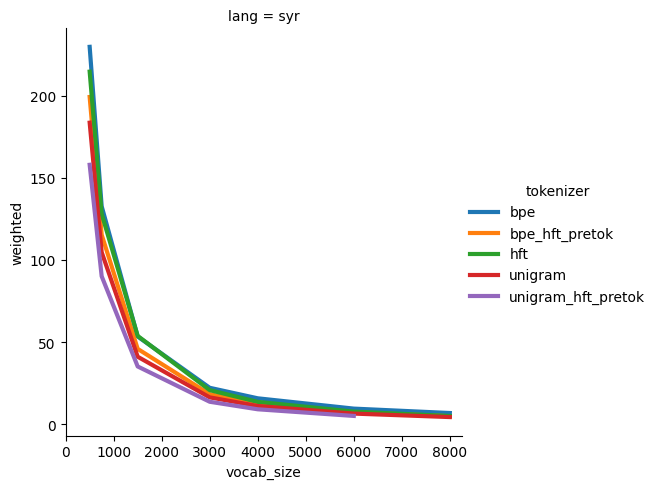 lang = syr
weighted
200
150
100
50
0
0 1000 2000 3000 4000 5000 6000 7000 8000
vocab_size
tokenizer
bpe
bpe_hft_pretok
hft
unigram
unigram_hft_pretok